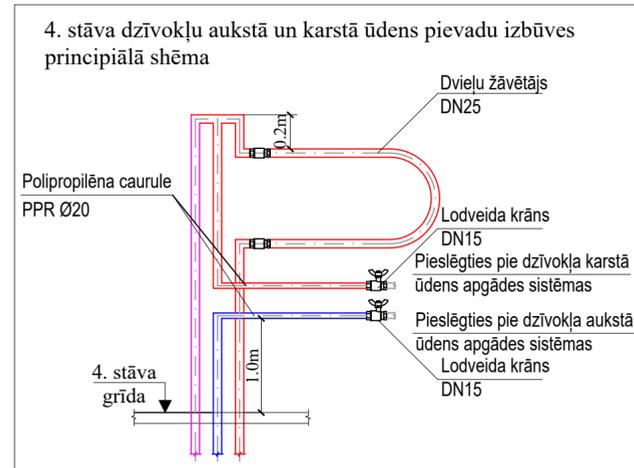 4. stāva dzīvokļu aukstā un karstā ūdens pievadu izbūves
principiālā shēma
Dvieļu žāvētājs
DN25
0.2m
Polipropilēna caurule
PPR Ø20
Lodveida krāns
DN15
Pieslēgties pie dzīvokļa karstā
ūdens apgādes sistēmas
Pieslēgties pie dzīvokļa aukstā
ūdens apgādes sistēmas
Lodveida krāns
DN15
1.0m
4. stāva
grīda